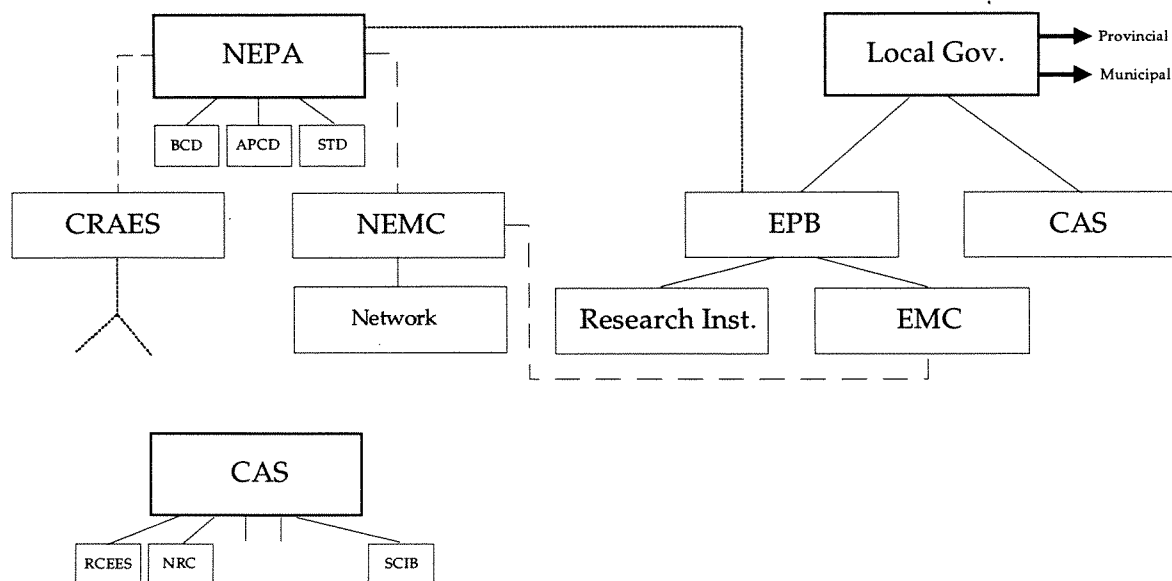 NEPA
Local Gov.
Provincial
Municipal
BCD
APCD
STD
CRAES
NEMC
EPB
CAS
Network
Research Inst.
EMC
CAS
RCEES
NRC
SCIB